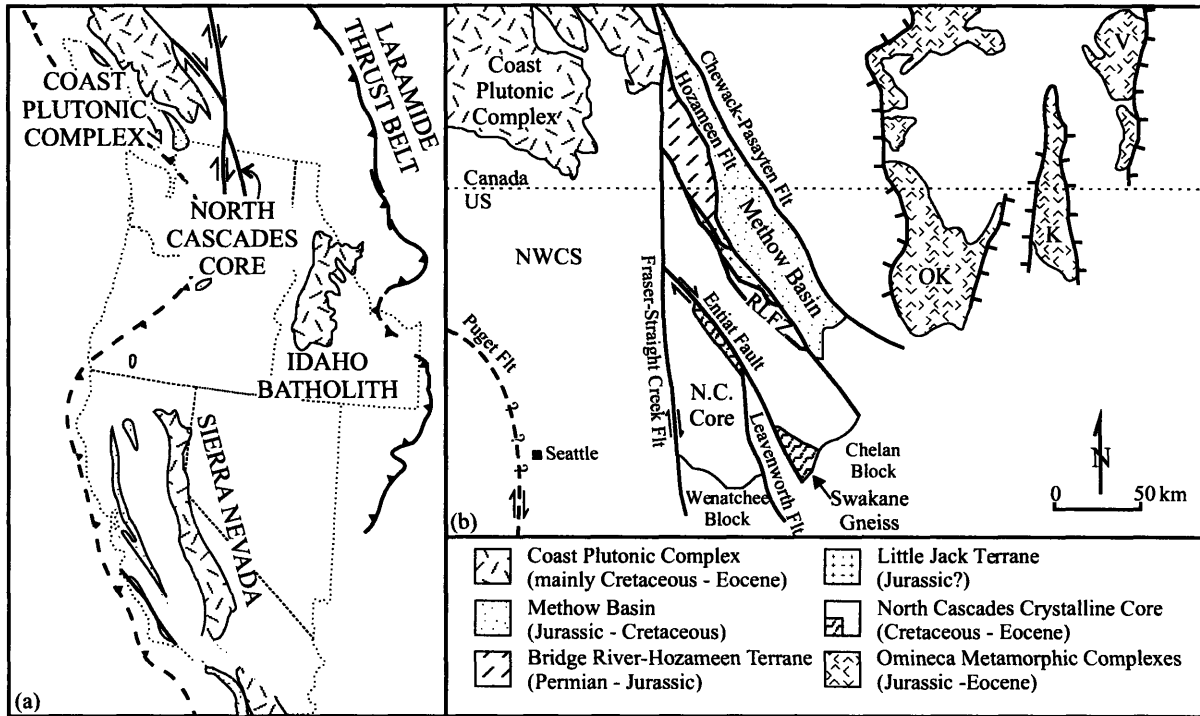 COAST
PLUTONIC
COMPLEX
LARAMIDE
THRUST BELT
NORTH
CASCADES
CORE
IDAHO
BATHOLITH
SIERRA NEVADA
(a)
Coast
Plutonic
Complex
Canada
US
NWCS
Puget Flt
?
?
?
Seattle
Fraser-Straight Creek Flt
Hozameen Flt
Chewack-Pasayten Flt
Methow Basin
RLFZ
Entiat Fault
N.C.
Core
Leavenworth Flt
Wenatchee
Block
Chelan
Block
Swakane
Gneiss
V
K
OK
N
0 50 km
(b)
Coast Plutonic Complex
(mainly Cretaceous - Eocene)
Methow Basin
(Jurassic - Cretaceous)
Bridge River-Hozameen Terrane
(Permian - Jurassic)
Little Jack Terrane
(Jurassic?)
North Cascades Crystalline Core
(Cretaceous - Eocene)
Omineca Metamorphic Complexes
(Jurassic -Eocene)